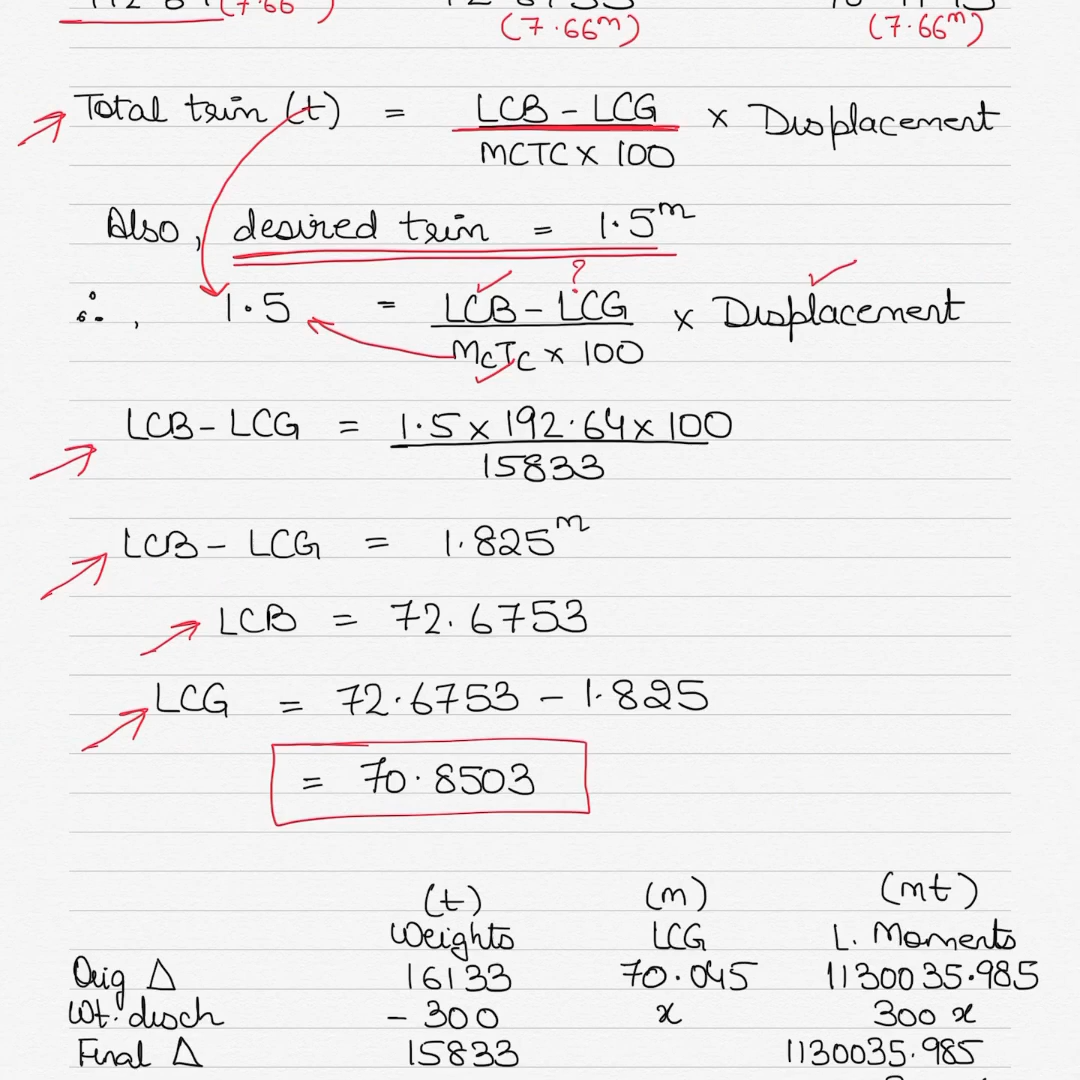 (7.66 (7.66ᵐ) (7.66ᵐ)
Total trim (t) = LCB - LCG × Displacement
MCTC × 100
Also, desired trim = 1.5ᵐ
?
∴, 1.5 = LCB - LCG × Displacement
MCTC × 100
LCB - LCG = 1.5 × 192.64 × 100
15833
LCB - LCG = 1.825ᵐ
LCB = 72.6753
LCG = 72.6753 - 1.825
= 70.8503
(t) (m) (mt)
Weights LCG L. Moments
Orig Δ 16133 70.045 1130035.985
Wt. disch - 300 x 300 x
Final Δ 15833 1130035.985